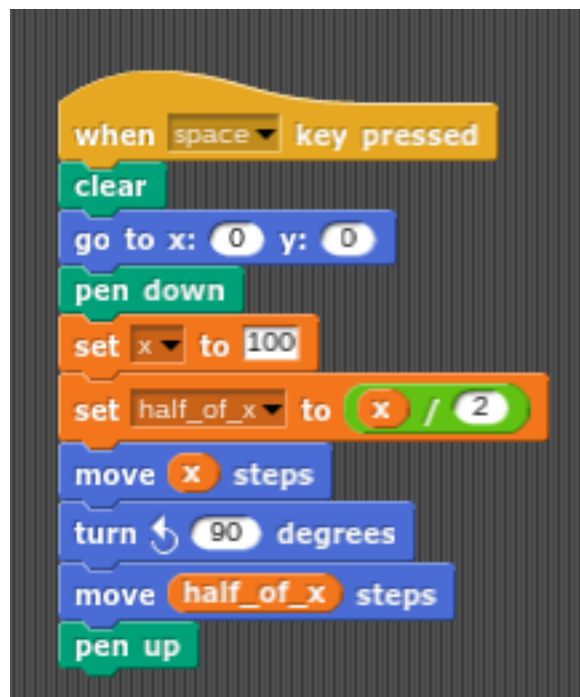 when space key pressed
clear
go to x: 0 y: 0
pen down
set x to 100
set half_of_x to x / 2
move x steps
turn 90 degrees
move half_of_x steps
pen up